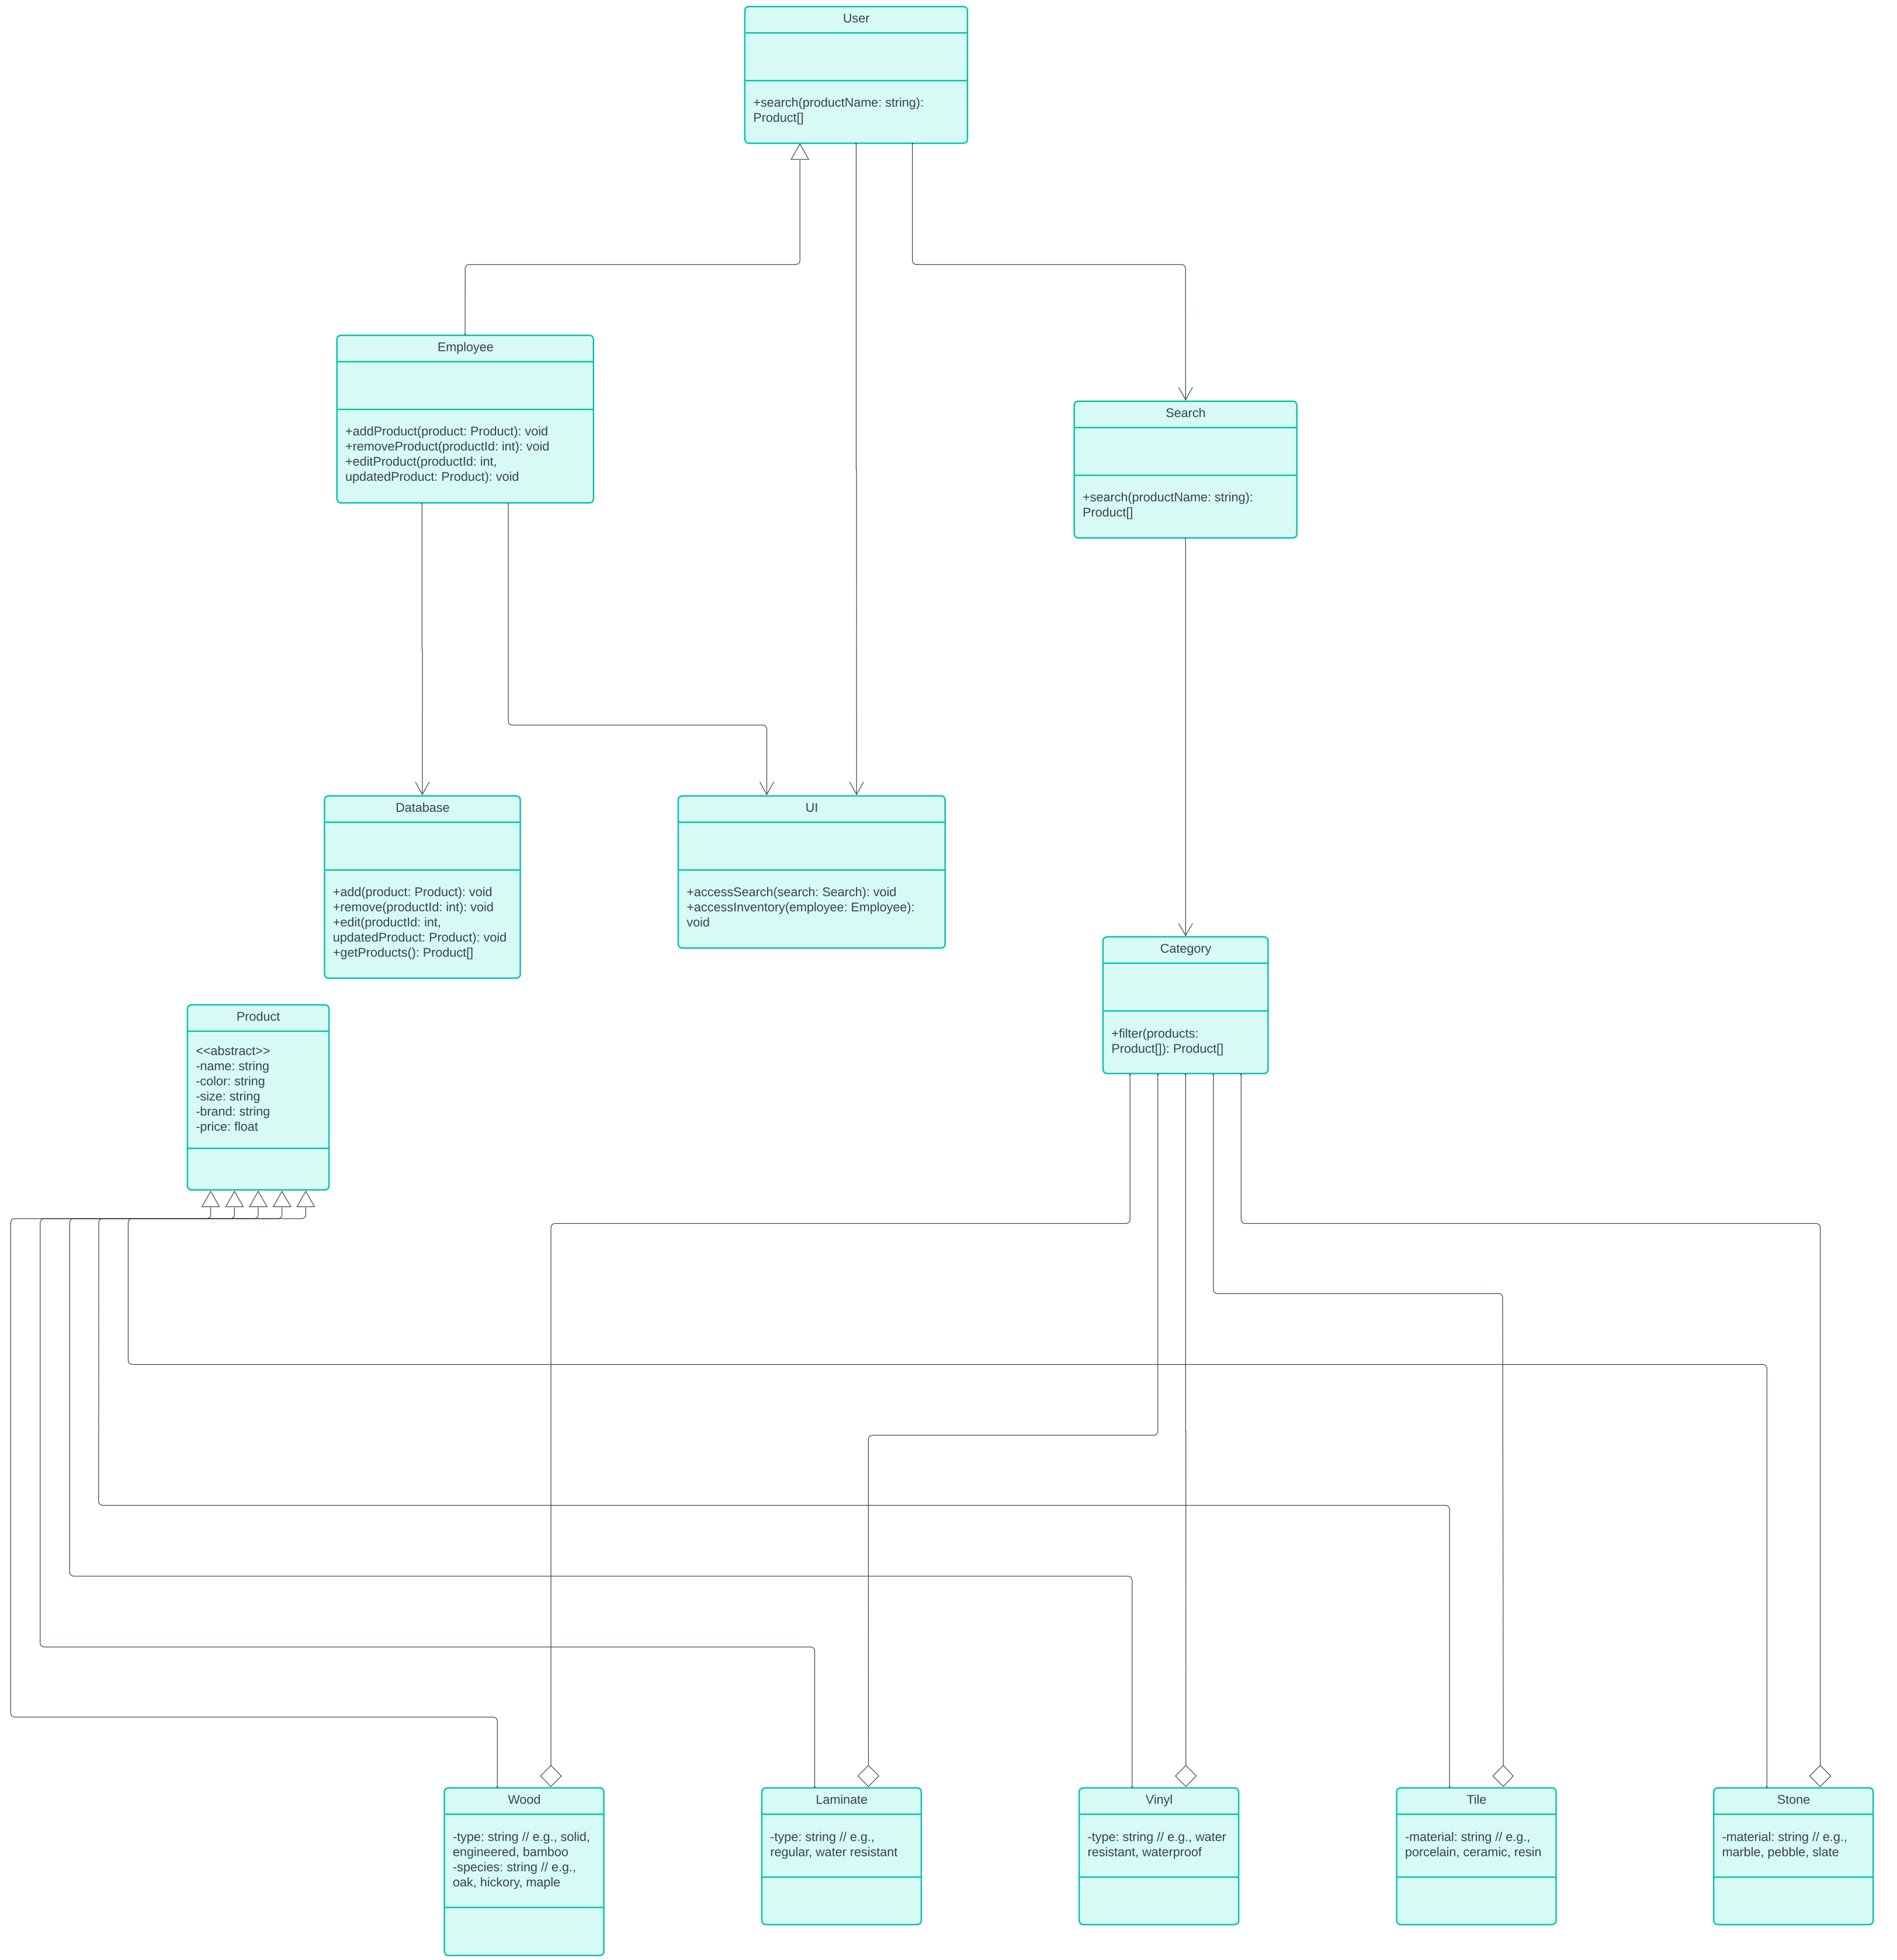 User
+search(productName: string):
Product[]
Employee
+addProduct(product: Product): void
+removeProduct(productId: int): void
+editProduct(productId: int,
updatedProduct: Product): void
Search
+search(productName: string):
Product[]
Database
+add(product: Product): void
+remove(productId: int): void
+edit(productId: int,
updatedProduct: Product): void
+getProducts(): Product[]
UI
+accessSearch(search: Search): void
+accessInventory(employee: Employee):
void
Category
+filter(products:
Product[]): Product[]
Product
<<abstract>>
-name: string
-color: string
-size: string
-brand: string
-price: float
Wood
-type: string // e.g., solid,
engineered, bamboo
-species: string // e.g.,
oak, hickory, maple
Laminate
-type: string // e.g.,
regular, water resistant
Vinyl
-type: string // e.g., water
resistant, waterproof
Tile
-material: string // e.g.,
porcelain, ceramic, resin
Stone
-material: string // e.g.,
marble, pebble, slate